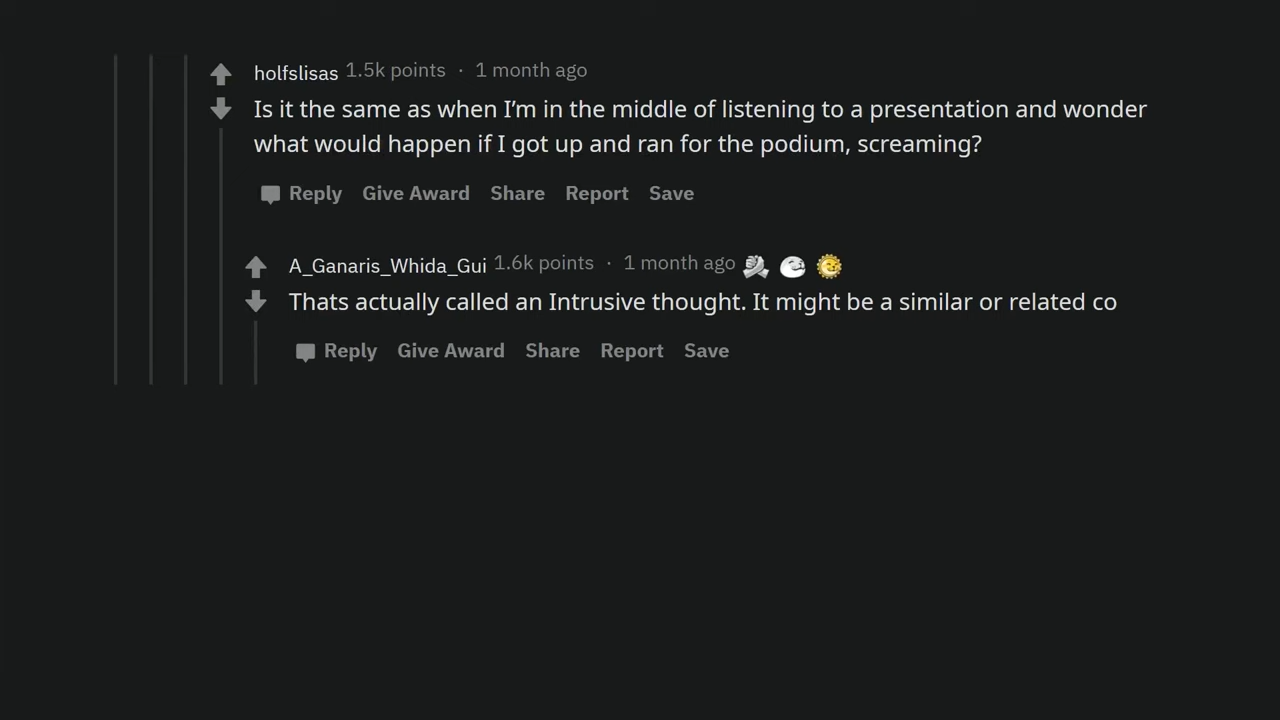 holfslisas 1.5k points · 1 month ago
Is it the same as when I’m in the middle of listening to a presentation and wonder
what would happen if I got up and ran for the podium, screaming?
Reply Give Award Share Report Save
A_Ganaris_Whida_Gui 1.6k points · 1 month ago
Thats actually called an Intrusive thought. It might be a similar or related co
Reply Give Award Share Report Save